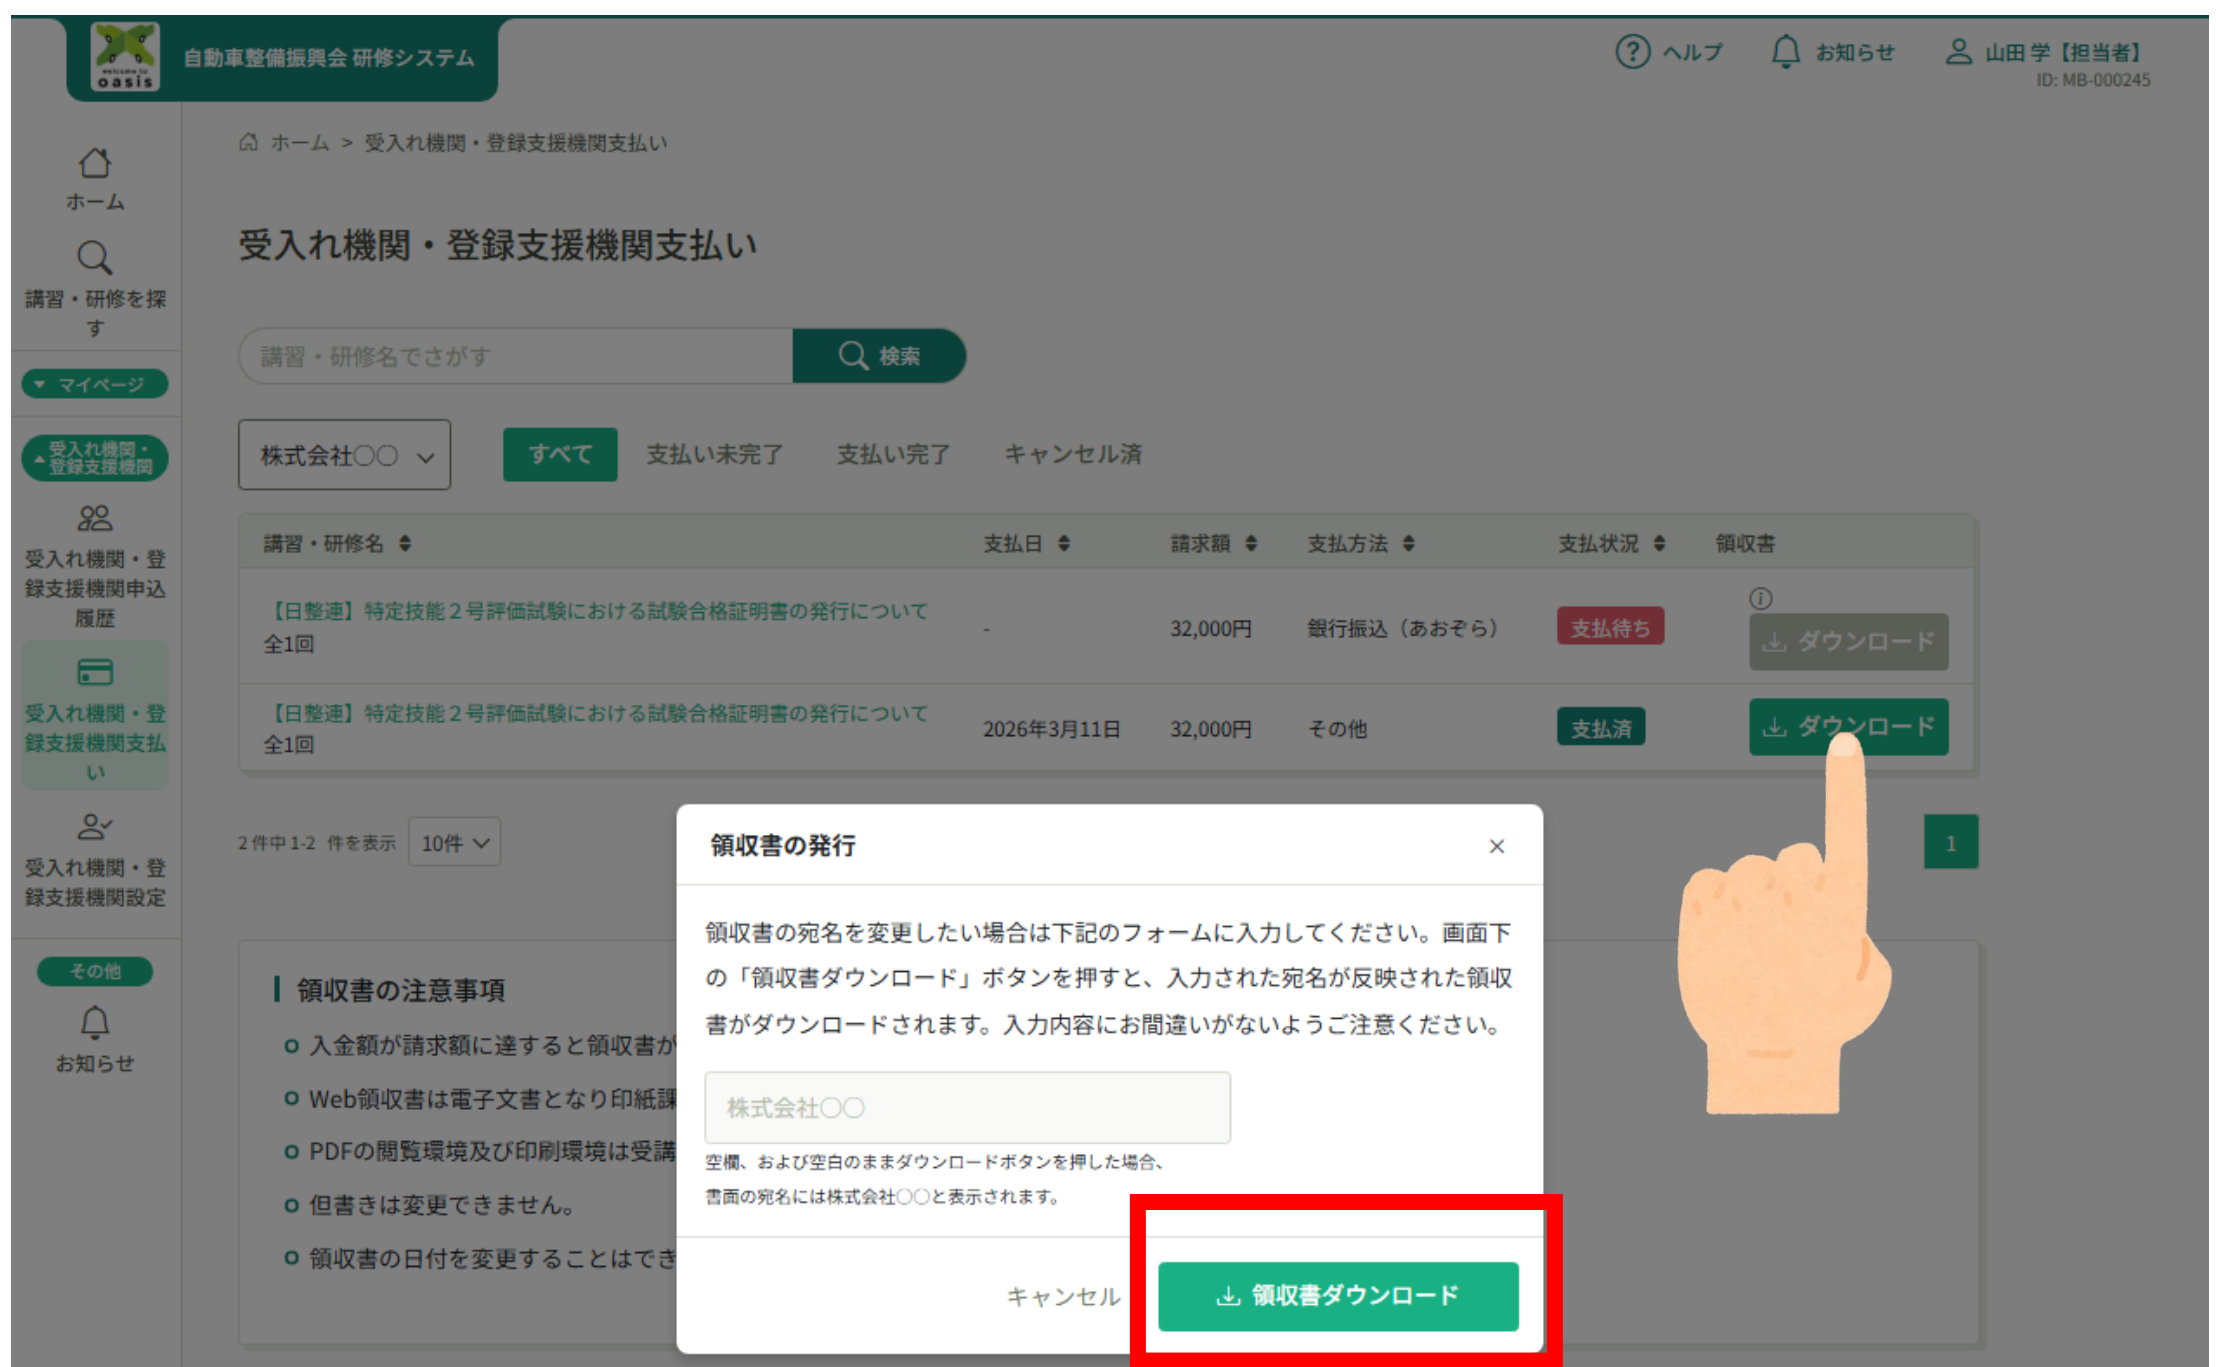 welcome to
oasis
自動車整備振興会 研修システム
ヘルプ
お知らせ
山田 学【担当者】
ID: MB-000245
ホーム
講習・研修を探
す
マイページ
受入れ機関・
登録支援機関
受入れ機関・登
録支援機関申込
履歴
受入れ機関・登
録支援機関支払
い
受入れ機関・登
録支援機関設定
その他
お知らせ
ホーム > 受入れ機関・登録支援機関支払い
受入れ機関・登録支援機関支払い
講習・研修名でさがす
検索
株式会社〇〇
すべて 支払い未完了 支払い完了 キャンセル済
講習・研修名 支払日 請求額 支払方法 支払状況 領収書
【日整連】特定技能２号評価試験における試験合格証明書の発行について
全1回
- 32,000円 銀行振込（あおぞら） 支払待ち ダウンロード
【日整連】特定技能２号評価試験における試験合格証明書の発行について
全1回
2026年3月11日 32,000円 その他 支払済 ダウンロード
2 件中 1-2 件を表示 10件
1
領収書の注意事項
入金額が請求額に達すると領収書が
Web領収書は電子文書となり印紙課
PDFの閲覧環境及び印刷環境は受講
但書きは変更できません。
領収書の日付を変更することはでき
領収書の発行
×
領収書の宛名を変更したい場合は下記のフォームに入力してください。画面下
の「領収書ダウンロード」ボタンを押すと、入力された宛名が反映された領収
書がダウンロードされます。入力内容にお間違いがないようご注意ください。
株式会社〇〇
空欄、および空白のままダウンロードボタンを押した場合、
書面の宛名には株式会社〇〇と表示されます。
キャンセル
領収書ダウンロード